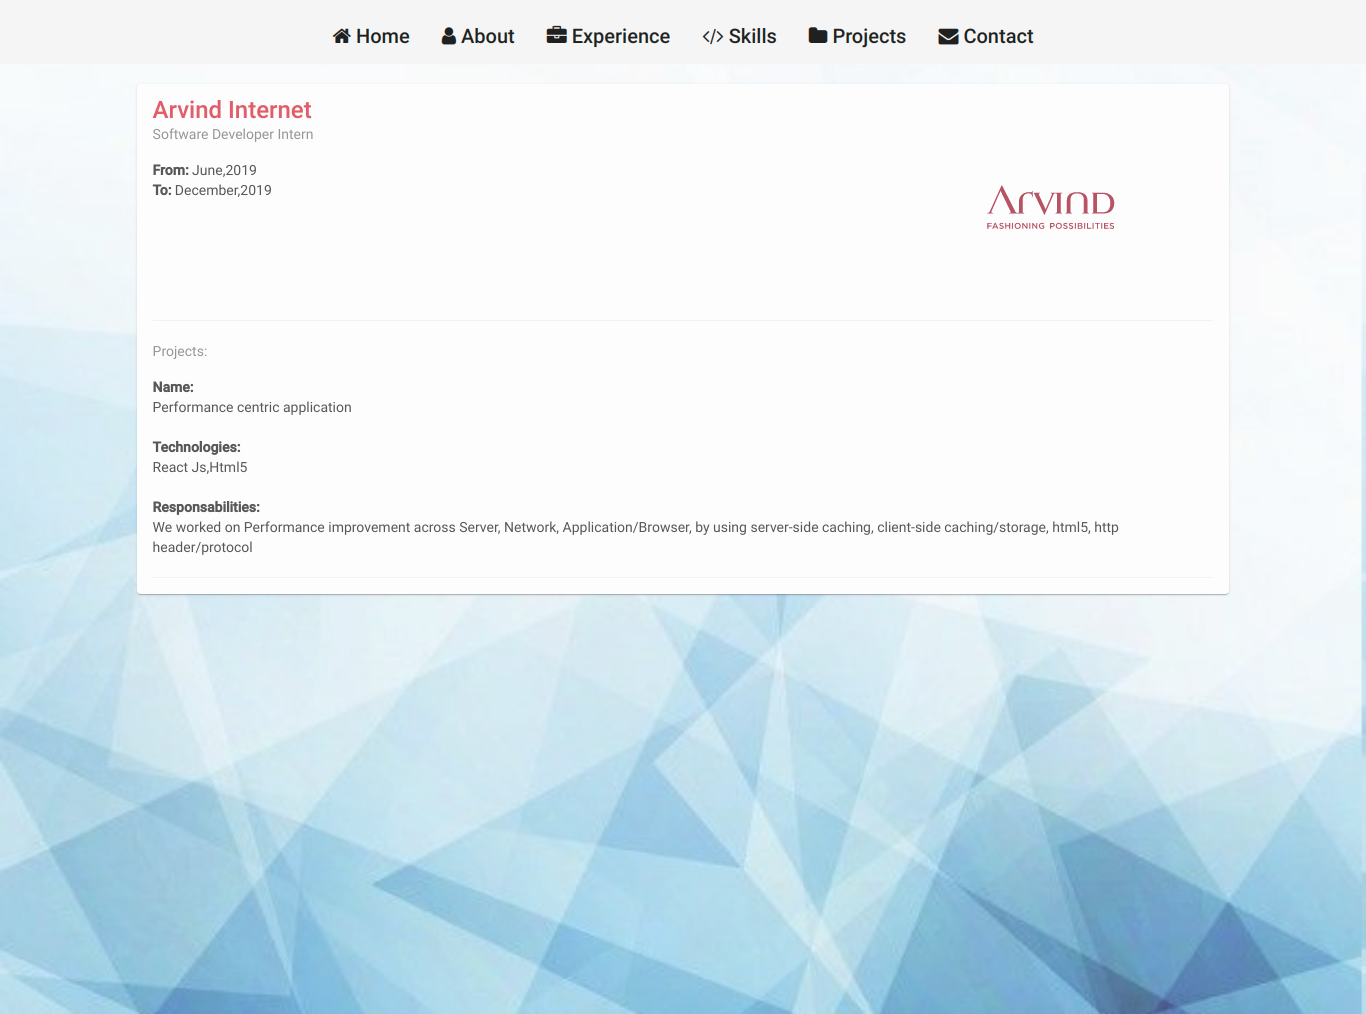 Home About Experience Skills Projects Contact
Arvind Internet
Software Developer Intern
From: June,2019
To: December,2019
ARVIND
FASHIONING POSSIBILITIES
Projects:
Name:
Performance centric application
Technologies:
React Js,Html5
Responsabilities:
We worked on Performance improvement across Server, Network, Application/Browser, by using server-side caching, client-side caching/storage, html5, http
header/protocol